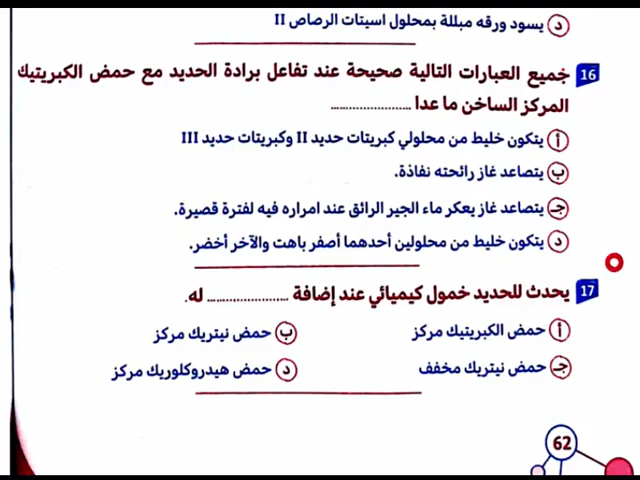 د يسود ورقه مبللة بمحلول اسيتات الرصاص II
16 جميع العبارات التالية صحيحة عند تفاعل برادة الحديد مع حمض الكبريتيك
المركز الساخن ما عدا ........................
أ يتكون خليط من محلولي كبريتات حديد II وكبريتات حديد III
ب يتصاعد غاز رائحته نفاذة.
جـ يتصاعد غاز يعكر ماء الجير الرائق عند امراره فيه لفترة قصيرة.
د يتكون خليط من محلولين أحدهما أصفر باهت والآخر أخضر.
17 يحدث للحديد خمول كيميائي عند إضافة ........................ له.
أ حمض الكبريتيك مركز ب حمض نيتريك مركز
جـ حمض نيتريك مخفف د حمض هيدروكلوريك مركز
62